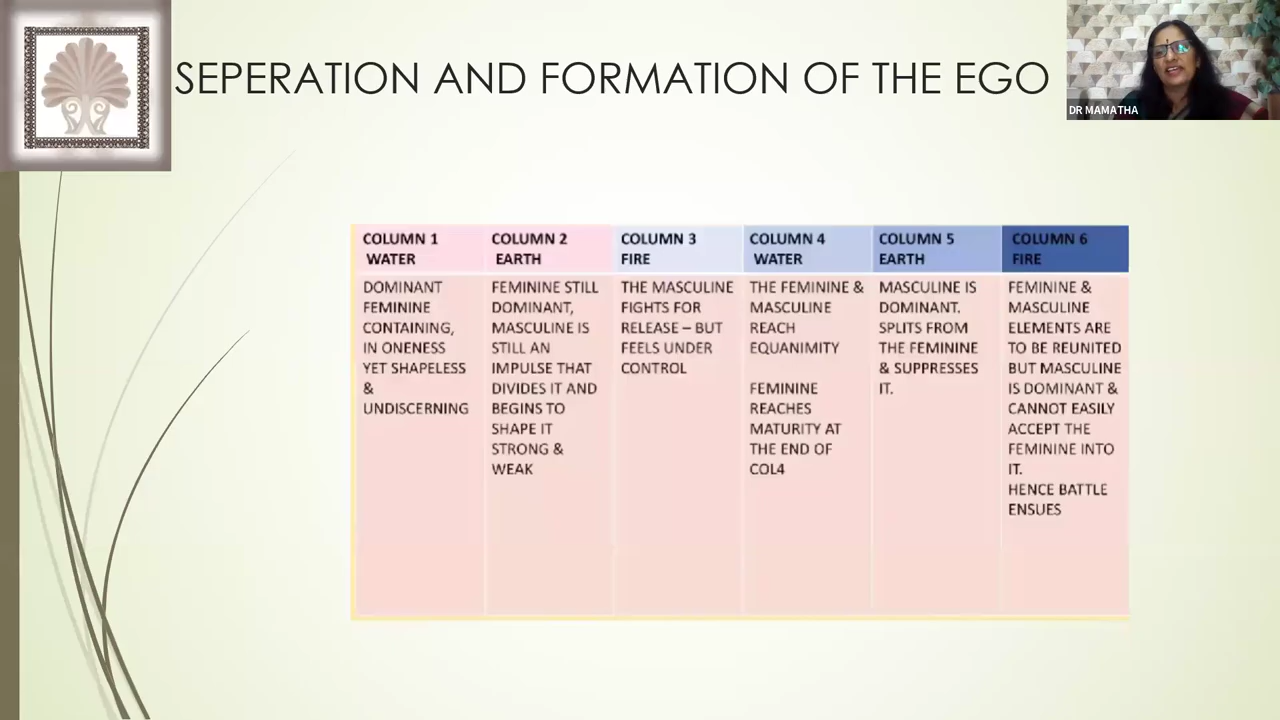 SEPERATION AND FORMATION OF THE EGO
DR MAMATHA
COLUMN 1
WATER
DOMINANT
FEMININE
CONTAINING,
IN ONENESS
YET SHAPELESS
&
UNDISCERNING
COLUMN 2
EARTH
FEMININE STILL
DOMINANT,
MASCULINE IS
STILL AN
IMPULSE THAT
DIVIDES IT AND
BEGINS TO
SHAPE IT
STRONG &
WEAK
COLUMN 3
FIRE
THE MASCULINE
FIGHTS FOR
RELEASE – BUT
FEELS UNDER
CONTROL
COLUMN 4
WATER
THE FEMININE &
MASCULINE
REACH
EQUANIMITY
FEMININE
REACHES
MATURITY AT
THE END OF
COL4
COLUMN 5
EARTH
MASCULINE IS
DOMINANT.
SPLITS FROM
THE FEMININE
& SUPPRESSES
IT.
COLUMN 6
FIRE
FEMININE &
MASCULINE
ELEMENTS ARE
TO BE REUNITED
BUT MASCULINE
IS DOMINANT &
CANNOT EASILY
ACCEPT THE
FEMININE INTO
IT.
HENCE BATTLE
ENSUES